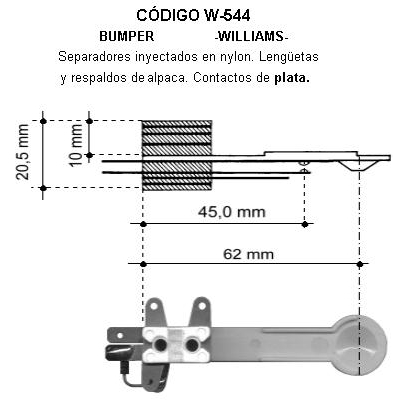 CÓDIGO W-544
BUMPER -WILLIAMS-
Separadores inyectados en nylon. Lengüetas
y respaldos de alpaca. Contactos de plata.
20,5 mm
10 mm
45,0 mm
62 mm